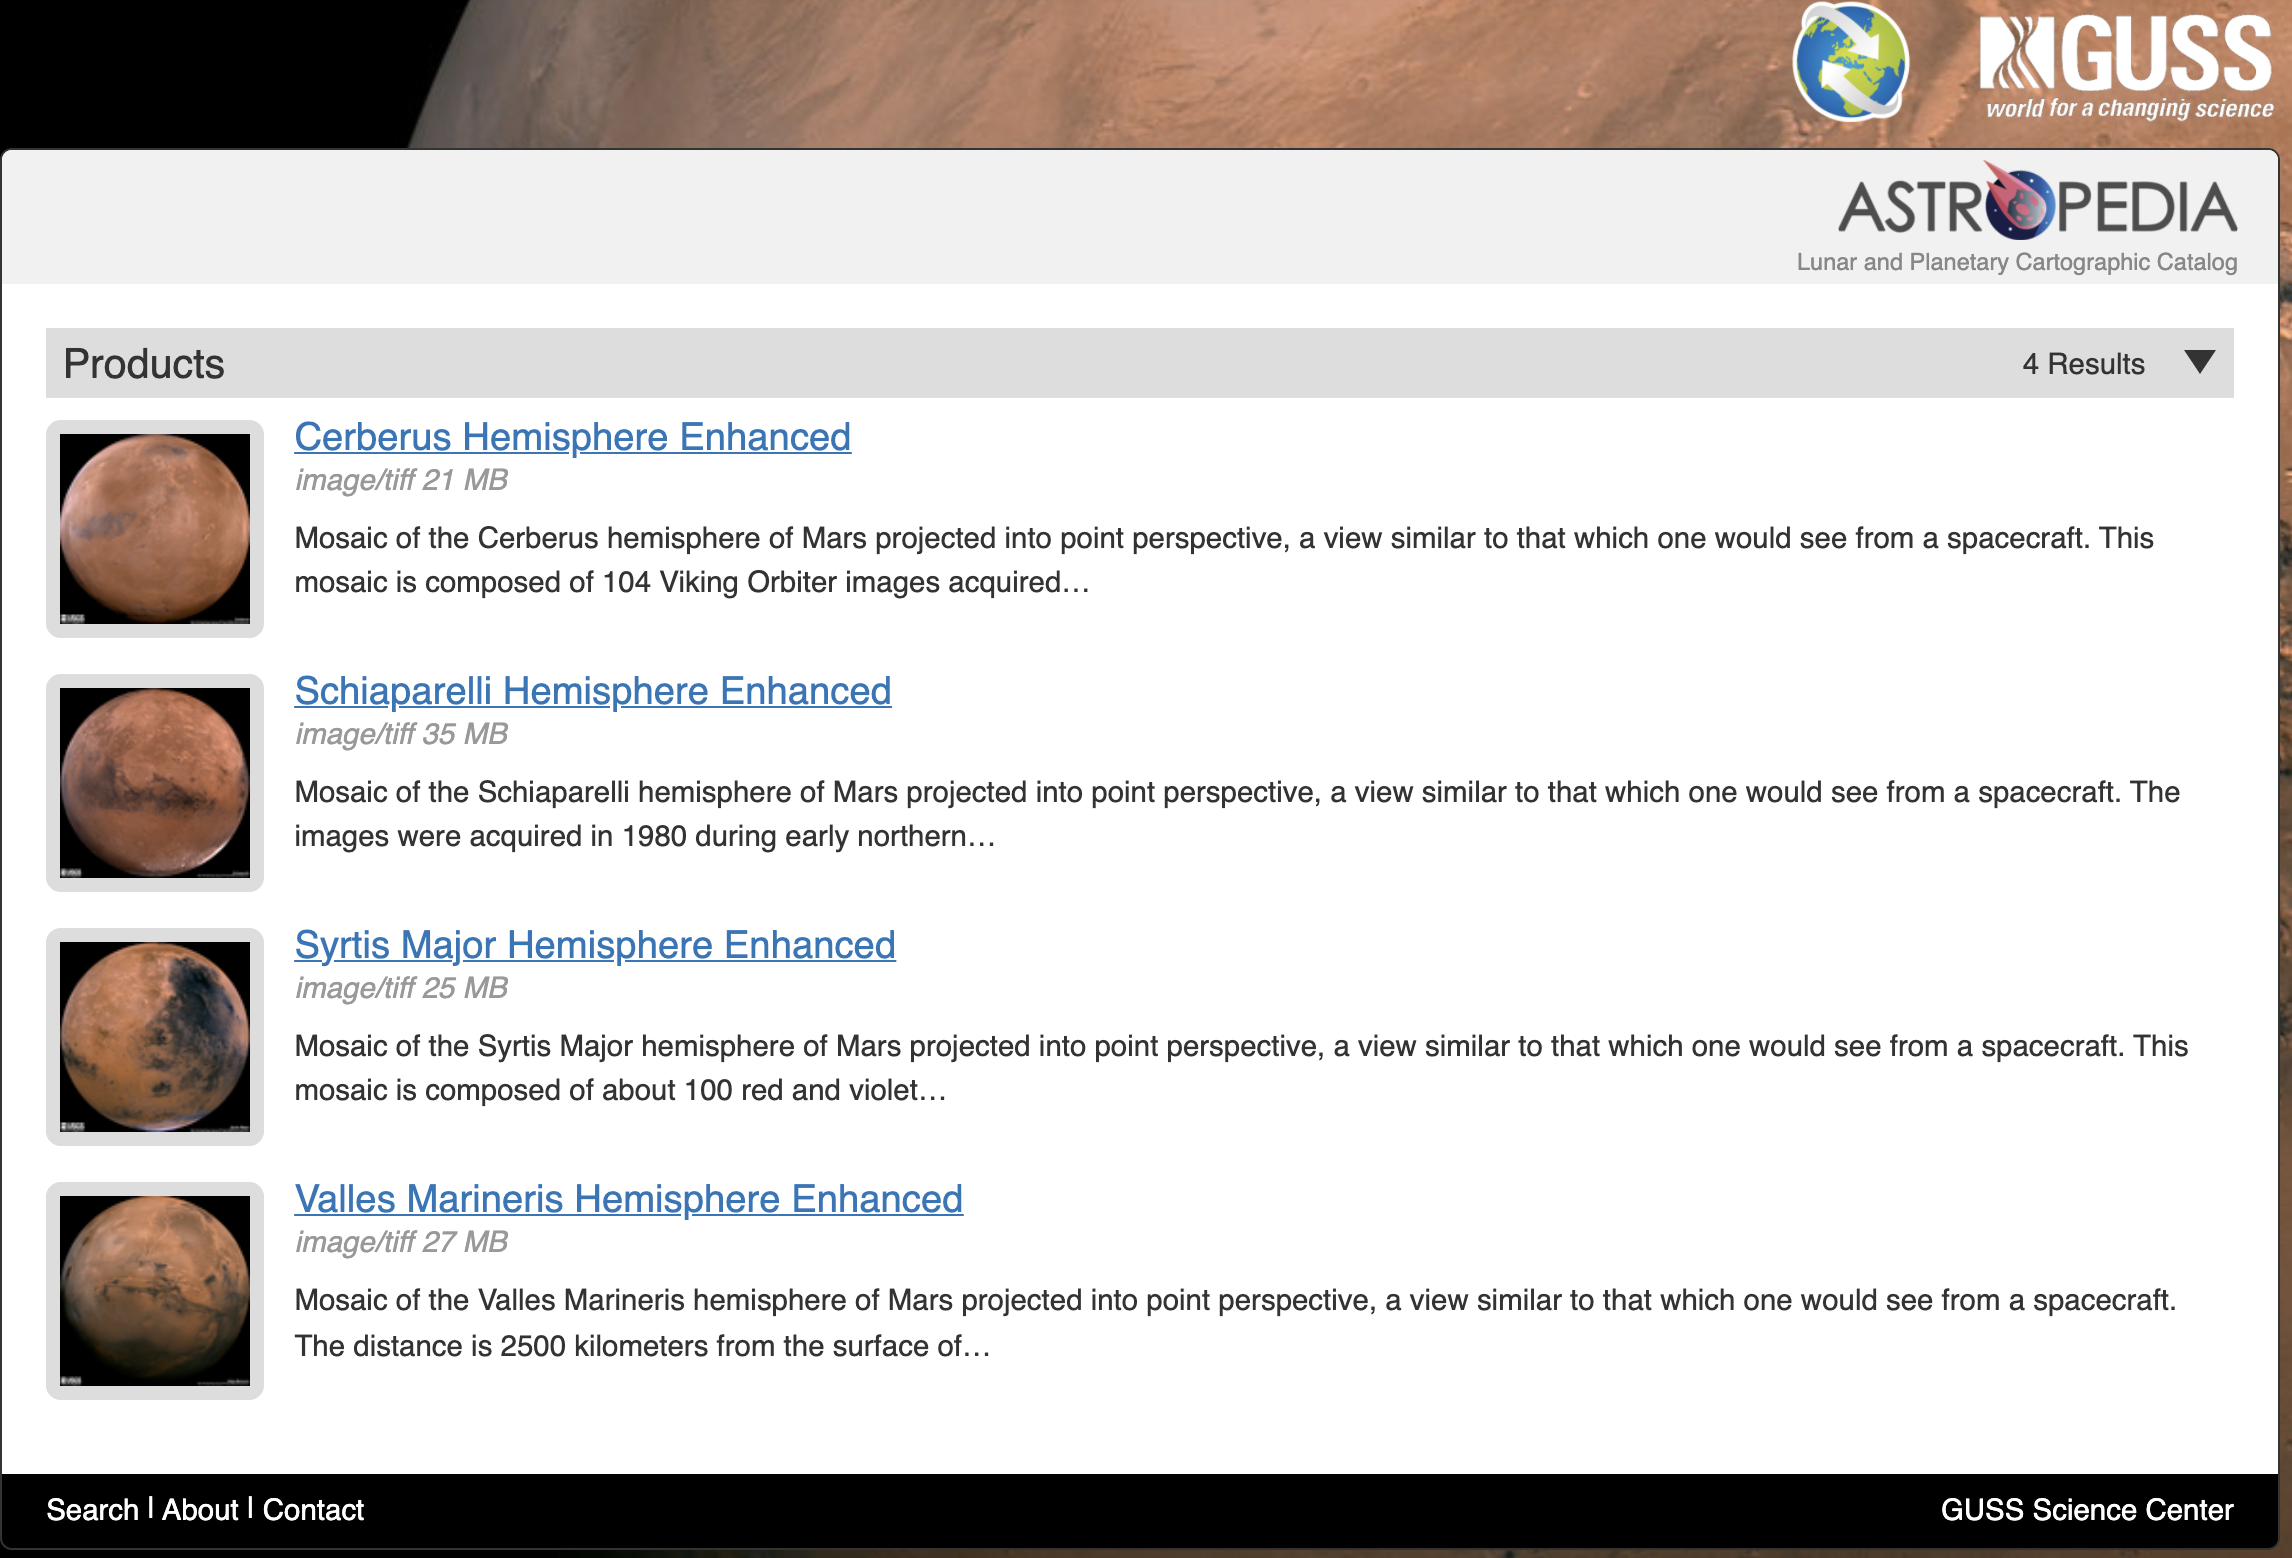 GUSS
world for a changing science
ASTROPEDIA
Lunar and Planetary Cartographic Catalog
Products
4 Results
Cerberus Hemisphere Enhanced
image/tiff 21 MB
Mosaic of the Cerberus hemisphere of Mars projected into point perspective, a view similar to that which one would see from a spacecraft. This
mosaic is composed of 104 Viking Orbiter images acquired…
Schiaparelli Hemisphere Enhanced
image/tiff 35 MB
Mosaic of the Schiaparelli hemisphere of Mars projected into point perspective, a view similar to that which one would see from a spacecraft. The
images were acquired in 1980 during early northern…
Syrtis Major Hemisphere Enhanced
image/tiff 25 MB
Mosaic of the Syrtis Major hemisphere of Mars projected into point perspective, a view similar to that which one would see from a spacecraft. This
mosaic is composed of about 100 red and violet…
Valles Marineris Hemisphere Enhanced
image/tiff 27 MB
Mosaic of the Valles Marineris hemisphere of Mars projected into point perspective, a view similar to that which one would see from a spacecraft.
The distance is 2500 kilometers from the surface of…
Search | About | Contact
GUSS Science Center